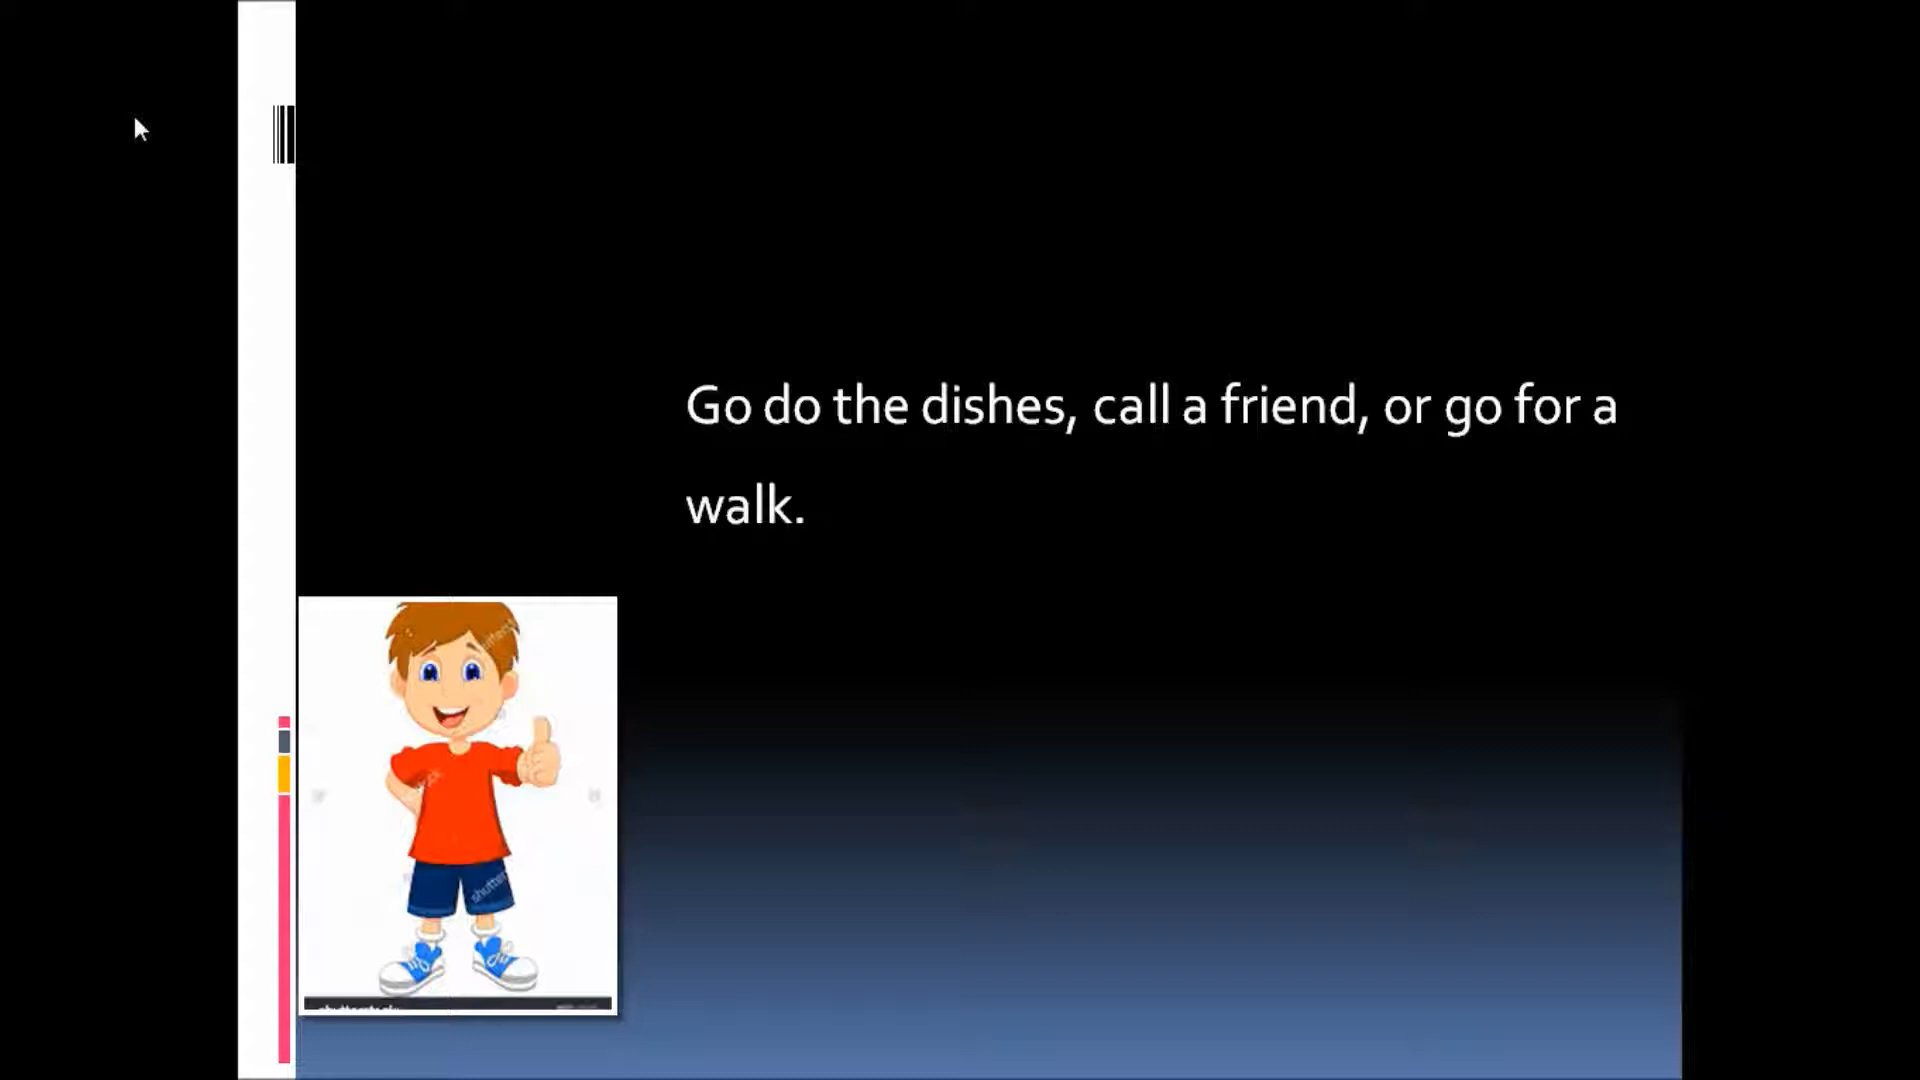 Go do the dishes, call a friend, or go for a
walk.